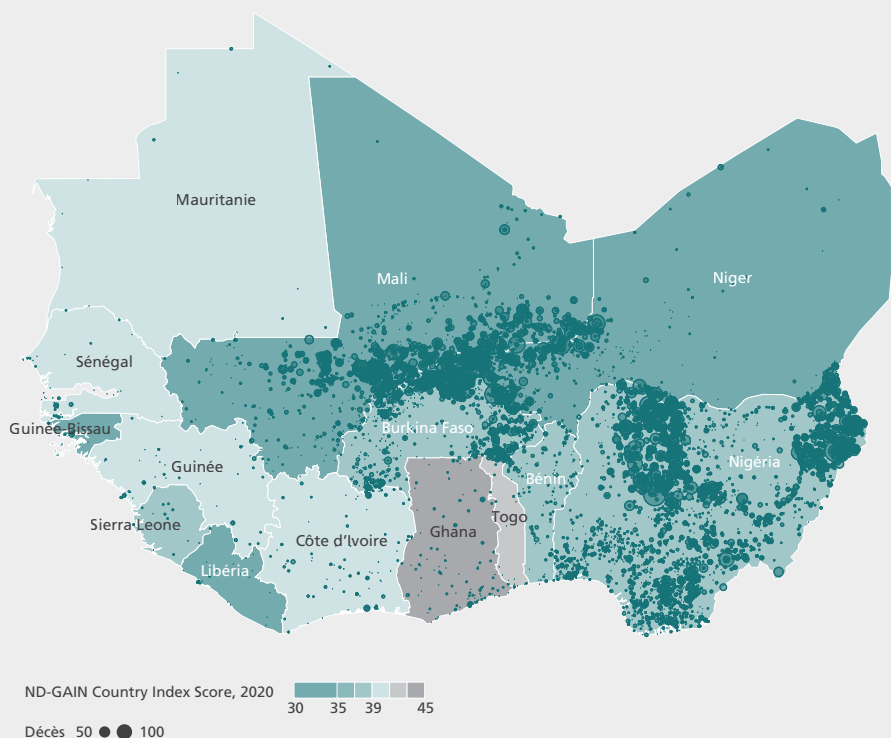 Mauritanie
Mali
Niger
Sénégal
Guinée-Bissau
Burkina Faso
Guinée
Bénin
Nigéria
Togo
Sierra Leone
Côte d'Ivoire
Ghana
Libéria
ND-GAIN Country Index Score, 2020
30 35 39 45
Décès 50 100